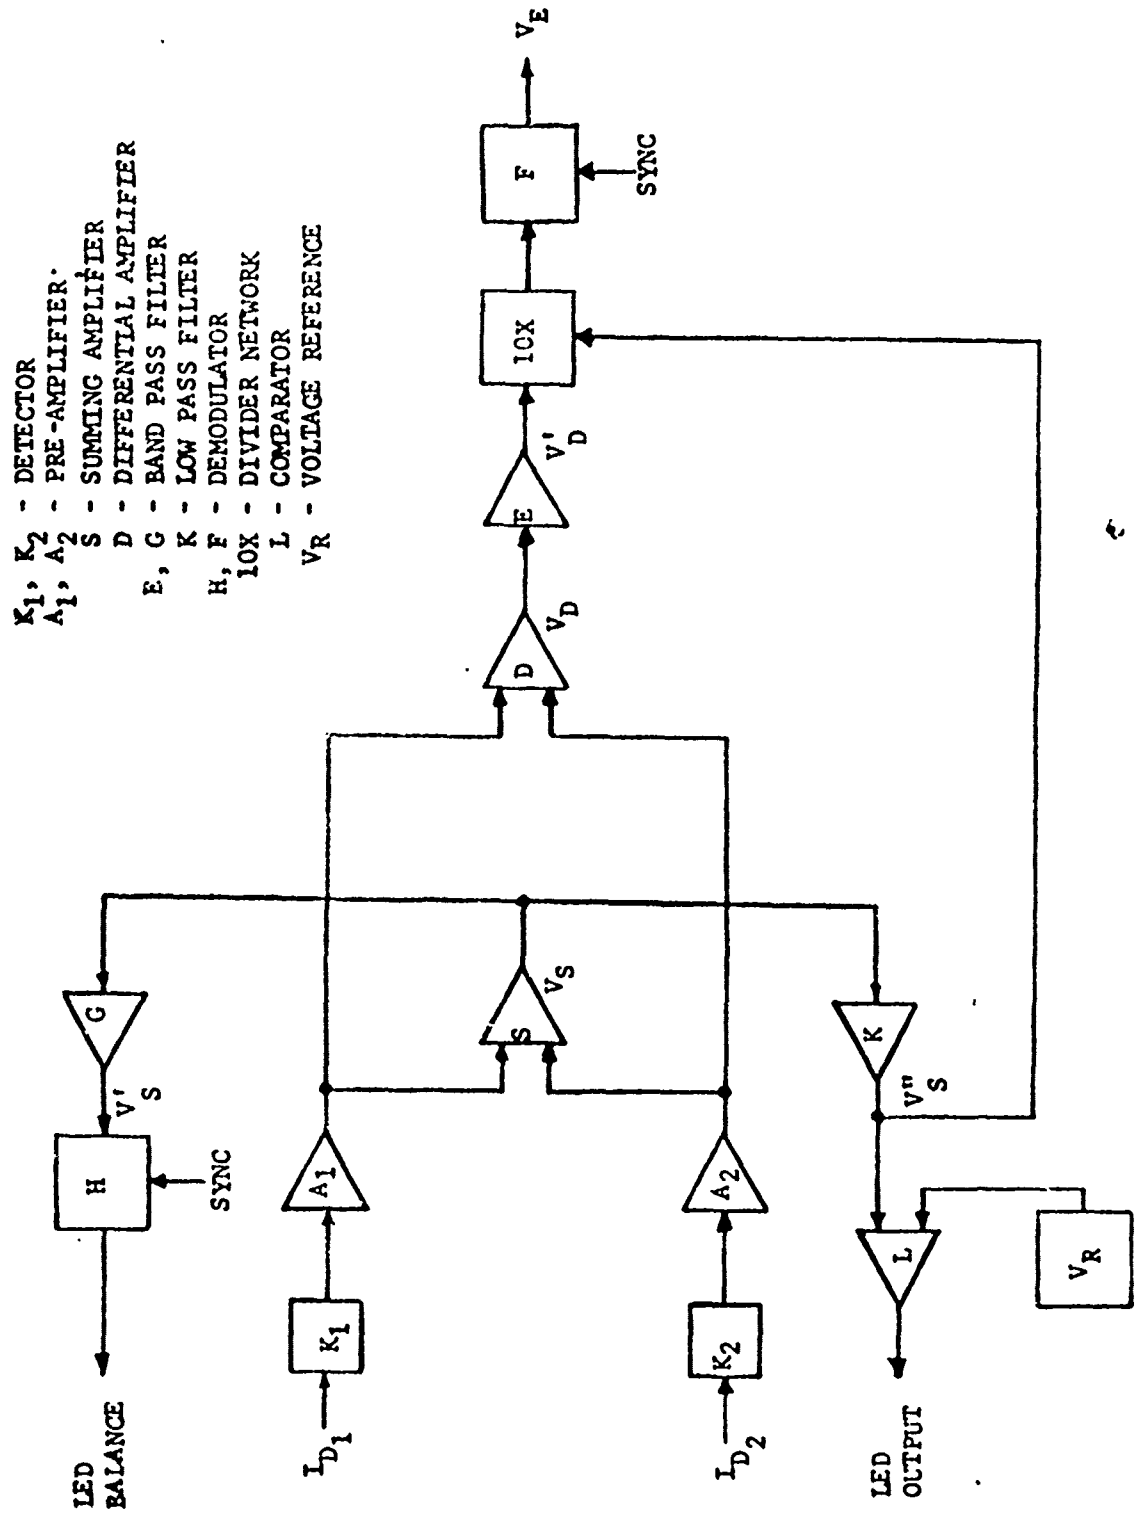 K1, K2 - DETECTOR
A1, A2 - PRE-AMPLIFIER
S - SUMMING AMPLIFIER
D - DIFFERENTIAL AMPLIFIER
E, G - BAND PASS FILTER
K - LOW PASS FILTER
H, F - DEMODULATOR
10X - DIVIDER NETWORK
L - COMPARATOR
VR - VOLTAGE REFERENCE
LED
BALANCE
H
SYNC
V'S
G
LD1
K1
A1
S
VS
D
VD
E
V'D
10X
F
SYNC
VE
LD2
K2
A2
LED
OUTPUT
L
V"S
K
VR